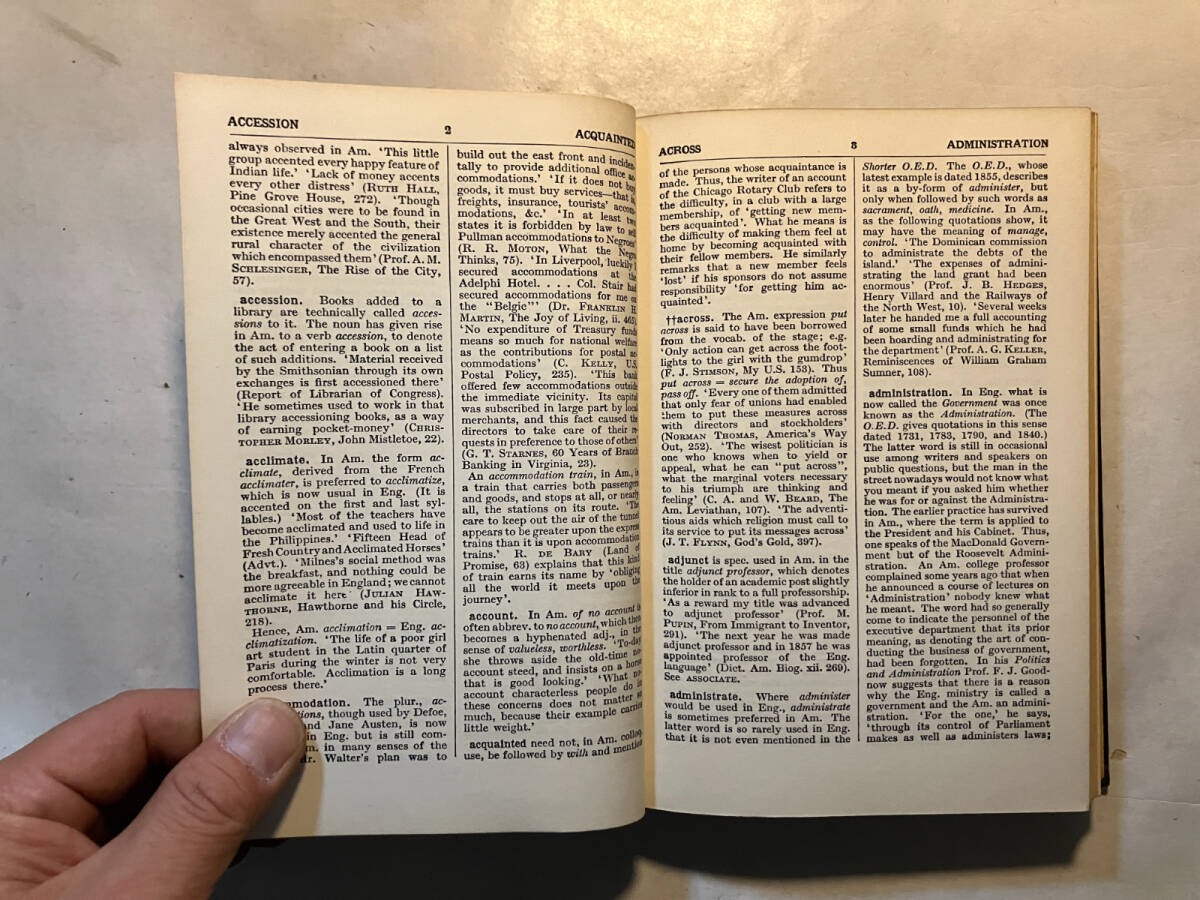 ACCESSION 2 ACQUAINTED
always observed in Am. ‘This little
group accented every happy feature of
Indian life.’ ‘Lack of money accents
every other distress’ (RUTH HALL,
Pine Grove House, 272). ‘Though
occasional cities were to be found in
the Great West and the South, their
existence merely accented the general
rural character of the civilization
which encompassed them’ (Prof. A. M.
SCHLESINGER, The Rise of the City,
57).
accession. Books added to a
library are technically called acces-
sions to it. The noun has given rise
in Am. to a verb accession, to denote
the act of entering a book on a list
of such additions. ‘Material received
by the Smithsonian through its own
exchanges is first accessioned there’
(Report of Librarian of Congress).
‘He sometimes used to work in that
library accessioning books, as a way
of earning pocket-money’ (CHRIS-
TOPHER MORLEY, John Mistletoe, 22).
acclimate. In Am. the form ac-
climate, derived from the French
acclimater, is preferred to acclimatize,
which is now usual in Eng. (It is
accented on the first and last syl-
lables.) ‘Most of the teachers have
become acclimated and used to life in
the Philippines.’ ‘Fifteen Head of
Fresh Country and Acclimated Horses’
(Advt.). ‘Milnes's social method was
the breakfast, and nothing could be
more agreeable in England; we cannot
acclimate it here’ (JULIAN HAW-
THORNE, Hawthorne and his Circle,
218).
Hence, Am. acclimation = Eng. ac-
climatization. ‘The life of a poor girl
art student in the Latin quarter of
Paris during the winter is not very
comfortable. Acclimation is a long
process there.’
modation. The plur., ac-
tions, though used by Defoe,
and Jane Austen, is now
in Eng. but is still com-
m. in many senses of the
r. Walter's plan was to
build out the east front and inciden-
tally to provide additional office ac-
commodations.’ ‘If it does not buy
goods, it must buy services—that is,
freights, insurance, tourists' accom-
modations, &c.’ ‘In at least two
states it is forbidden by law to sell
Pullman accommodations to Negroes’
(R. R. MOTON, What the Negro
Thinks, 75). ‘In Liverpool, luckily I
secured accommodations at the
Adelphi Hotel. . . . Col. Stair had
secured accommodations for me on
the “Belgic”’ (Dr. FRANKLIN H.
MARTIN, The Joy of Living, ii. 465).
‘No expenditure of Treasury funds
means so much for national welfare
as the contributions for postal ac-
commodations’ (C. KELLY, U.S.
Postal Policy, 235). ‘This bank
offered few accommodations outside
the immediate vicinity. Its capital
was subscribed in large part by local
merchants, and this fact caused the
directors to take care of their re-
quests in preference to those of others’
(G. T. STARNES, 60 Years of Branch
Banking in Virginia, 23).
An accommodation train, in Am., is
a train that carries both passengers
and goods, and stops at all, or nearly
all, the stations on its route. ‘The
care to keep out the air of the tunnel
appears to be greater upon the express
trains than it is upon accommodation
trains.’ R. DE BARY (Land of
Promise, 63) explains that this kind
of train earns its name by ‘obliging
all the world it meets upon the
journey’.
account. In Am. of no account is
often abbrev. to no account, which then
becomes a hyphenated adj., in the
sense of valueless, worthless. ‘To-day
she throws aside the old-time no-
account steed, and insists on a horse
that is good looking.’ ‘What no-
account characterless people do in
these concerns does not matter so
much, because their example carries
little weight.’
acquainted need not, in Am. colloq.
use, be followed by with and mention
ACROSS 3 ADMINISTRATION
of the persons whose acquaintance is
made. Thus, the writer of an account
of the Chicago Rotary Club refers to
the difficulty, in a club with a large
membership, of ‘getting new mem-
bers acquainted’. What he means is
the difficulty of making them feel at
home by becoming acquainted with
their fellow members. He similarly
remarks that a new member feels
‘lost’ if his sponsors do not assume
responsibility ‘for getting him ac-
quainted’.
††across. The Am. expression put
across is said to have been borrowed
from the vocab. of the stage; e.g.
‘Only action can get across the foot-
lights to the girl with the gumdrop’
(F. J. STIMSON, My U.S. 153). Thus
put across = secure the adoption of,
pass off. ‘Every one of them admitted
that only fear of unions had enabled
them to put these measures across
with directors and stockholders’
(NORMAN THOMAS, America's Way
Out, 252). ‘The wisest politician is
one who knows when to yield or
appeal, what he can “put across”,
what the marginal voters necessary
to his triumph are thinking and
feeling’ (C. A. and W. BEARD, The
Am. Leviathan, 107). ‘The adventi-
tious aids which religion must call to
its service to put its messages across’
(J. T. FLYNN, God's Gold, 397).
adjunct is spec. used in Am. in the
title adjunct professor, which denotes
the holder of an academic post slightly
inferior in rank to a full professorship.
‘As a reward my title was advanced
to adjunct professor’ (Prof. M.
PUPIN, From Immigrant to Inventor,
291). ‘The next year he was made
adjunct professor and in 1857 he was
appointed professor of the Eng.
language’ (Dict. Am. Biog. xii. 269).
See ASSOCIATE.
administrate. Where administer
would be used in Eng., administrate
is sometimes preferred in Am. The
latter word is so rarely used in Eng.
that it is not even mentioned in the
Shorter O.E.D. The O.E.D., whose
latest example is dated 1855, describes
it as a by-form of administer, but
only when followed by such words as
sacrament, oath, medicine. In Am.,
as the following quotations show, it
may have the meaning of manage,
control. ‘The Dominican commission
to administrate the debts of the
island.’ ‘The expenses of admini-
strating the land grant had been
enormous’ (Prof. J. B. HEDGES,
Henry Villard and the Railways of
the North West, 10). ‘Several weeks
later he handed me a full accounting
of some small funds which he had
been hoarding and administrating for
the department’ (Prof. A. G. KELLER,
Reminiscences of William Graham
Sumner, 108).
administration. In Eng. what is
now called the Government was once
known as the Administration. (The
O.E.D. gives quotations in this sense
dated 1731, 1783, 1790, and 1840.)
The latter word is still in occasional
use among writers and speakers on
public questions, but the man in the
street nowadays would not know what
you meant if you asked him whether
he was for or against the Administra-
tion. The earlier practice has survived
in Am., where the term is applied to
the President and his Cabinet. Thus,
one speaks of the MacDonald Govern-
ment but of the Roosevelt Admini-
stration. An Am. college professor
complained some years ago that when
he announced a course of lectures on
‘Administration’ nobody knew what
he meant. The word had so generally
come to indicate the personnel of the
executive department that its prior
meaning, as denoting the art of con-
ducting the business of government,
had been forgotten. In his Politics
and Administration Prof. F. J. Good-
now suggests that there is a reason
why the Eng. ministry is called a
government and the Am. an admini-
stration. ‘For the one,’ he says,
‘through its control of Parliament
makes as well as administers laws;